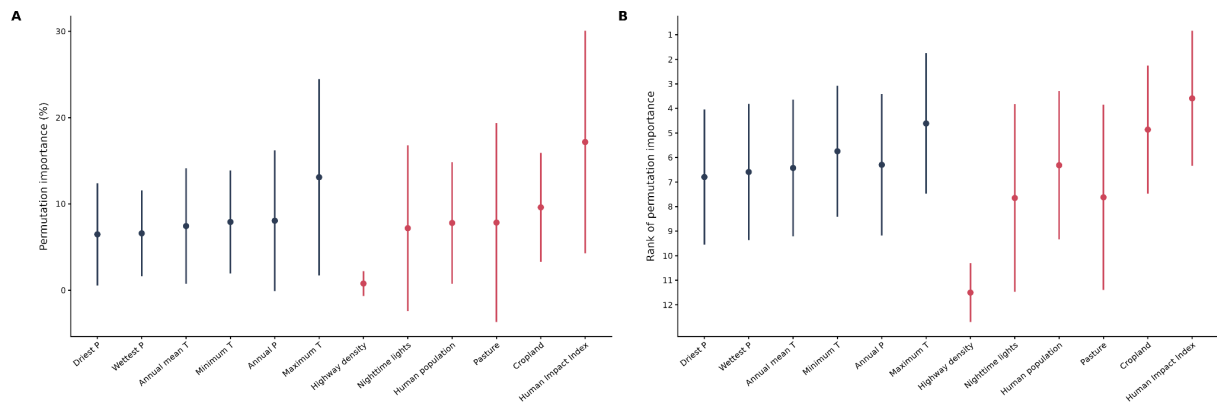 A
Permutation importance (%)
30
20
10
0
Driest P
Wettest P
Annual mean T
Minimum T
Annual P
Maximum T
Highway density
Nighttime lights
Human population
Pasture
Cropland
Human Impact Index
B
Rank of permutation importance
1
2
3
4
5
6
7
8
9
10
11
12
Driest P
Wettest P
Annual mean T
Minimum T
Annual P
Maximum T
Highway density
Nighttime lights
Human population
Pasture
Cropland
Human Impact Index